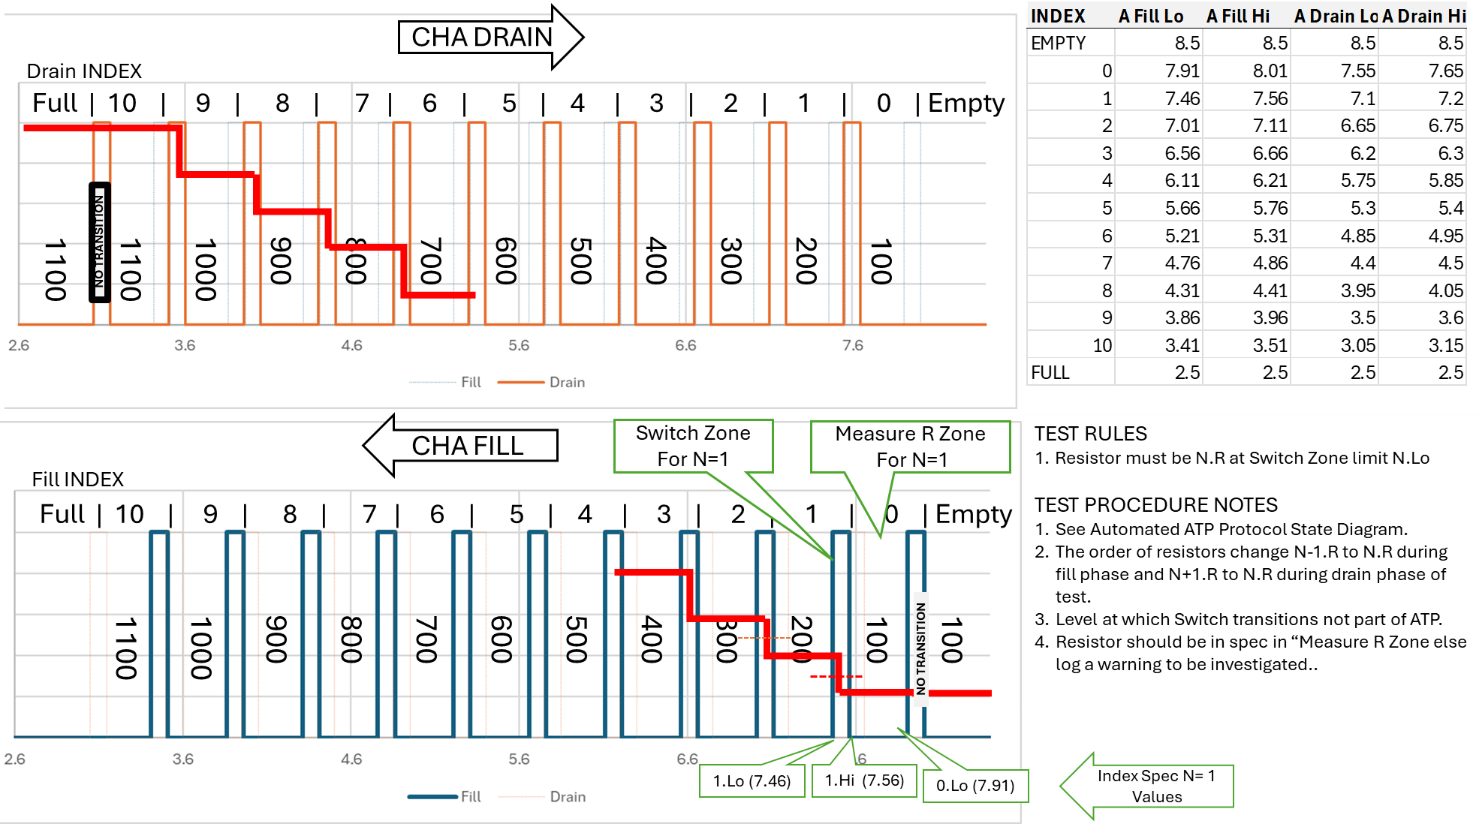 CHA DRAIN
Drain INDEX
Full | 10 | 9 | 8 | 7 | 6 | 5 | 4 | 3 | 2 | 1 | 0 | Empty
1100
NO TRANSITION
1100
1000
900
800
700
600
500
400
300
200
100
2.6 3.6 4.6 5.6 6.6 7.6
Fill Drain
INDEX A Fill Lo A Fill Hi A Drain Lo A Drain Hi
EMPTY 8.5 8.5 8.5 8.5
0 7.91 8.01 7.55 7.65
1 7.46 7.56 7.1 7.2
2 7.01 7.11 6.65 6.75
3 6.56 6.66 6.2 6.3
4 6.11 6.21 5.75 5.85
5 5.66 5.76 5.3 5.4
6 5.21 5.31 4.85 4.95
7 4.76 4.86 4.4 4.5
8 4.31 4.41 3.95 4.05
9 3.86 3.96 3.5 3.6
10 3.41 3.51 3.05 3.15
FULL 2.5 2.5 2.5 2.5
CHA FILL
Switch Zone
For N=1
Measure R Zone
For N=1
Fill INDEX
Full | 10 | 9 | 8 | 7 | 6 | 5 | 4 | 3 | 2 | 1 | 0 | Empty
1100
1000
900
800
700
600
500
400
300
200
100
NO TRANSITION
100
2.6 3.6 4.6 5.6 6.6 .6
1.Lo (7.46)
1.Hi (7.56)
0.Lo (7.91)
Index Spec N= 1
Values
Fill Drain
TEST RULES
1. Resistor must be N.R at Switch Zone limit N.Lo
TEST PROCEDURE NOTES
1. See Automated ATP Protocol State Diagram.
2. The order of resistors change N-1.R to N.R during
fill phase and N+1.R to N.R during drain phase of
test.
3. Level at which Switch transitions not part of ATP.
4. Resistor should be in spec in “Measure R Zone else
log a warning to be investigated..